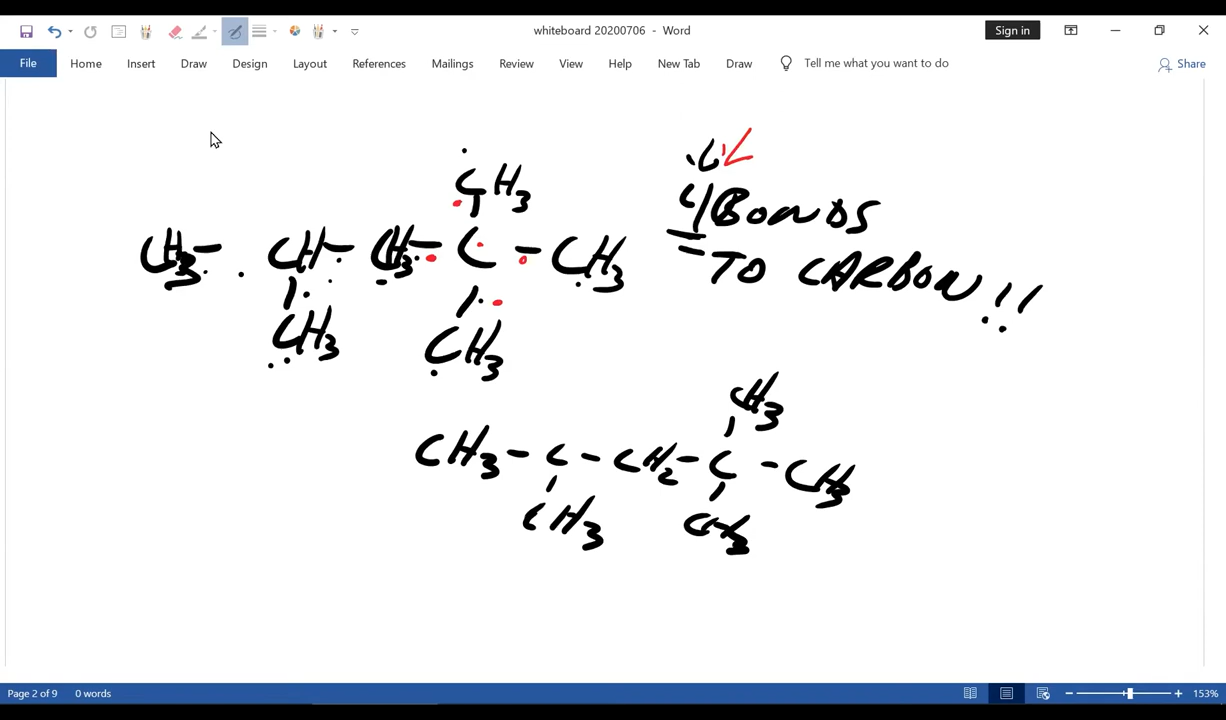 whiteboard 20200706 - Word
Sign in
File Home Insert Draw Design Layout References Mailings Review View Help New Tab Draw Tell me what you want to do Share
CH3
4 BONDS
CH3 - CH - CH - C - CH3
TO CARBON!!
CH3 CH3
CH3
CH3 - C - CH2 - C - CH3
CH3 CH3
Page 2 of 9 0 words 153%